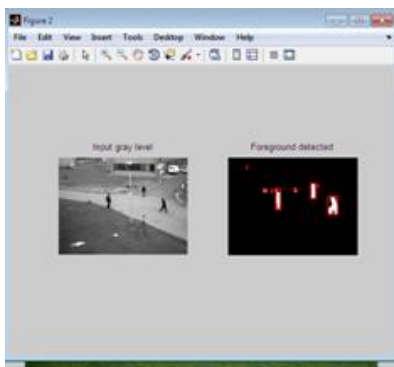 Figure 2
File Edit View Insert Tools Desktop Window Help
Input gray level
Foreground detected